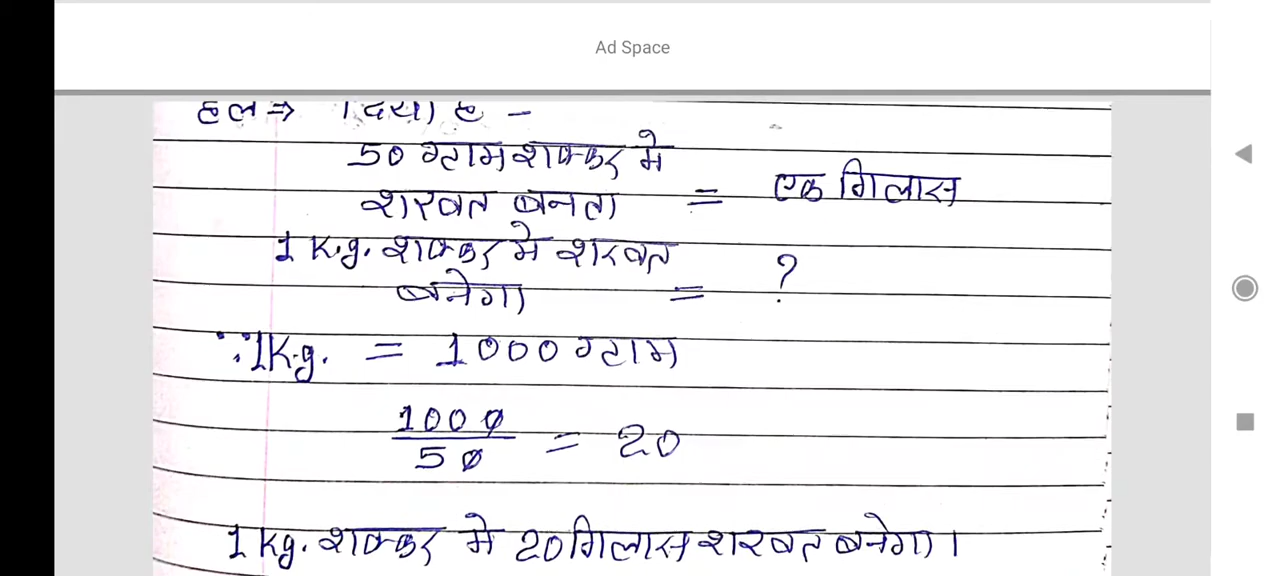 Ad Space
हल⇒ दिया है -
50 ग्राम शक्कर मे
शरबत बनता = एक गिलास
1 K.g. शक्कर मे शरबत
बनेगा = ?
∵1K.g. = 1000 ग्राम
1000
50 = 20
1 Kg. शक्कर मे 20 गिलास शरबत बनेगा।